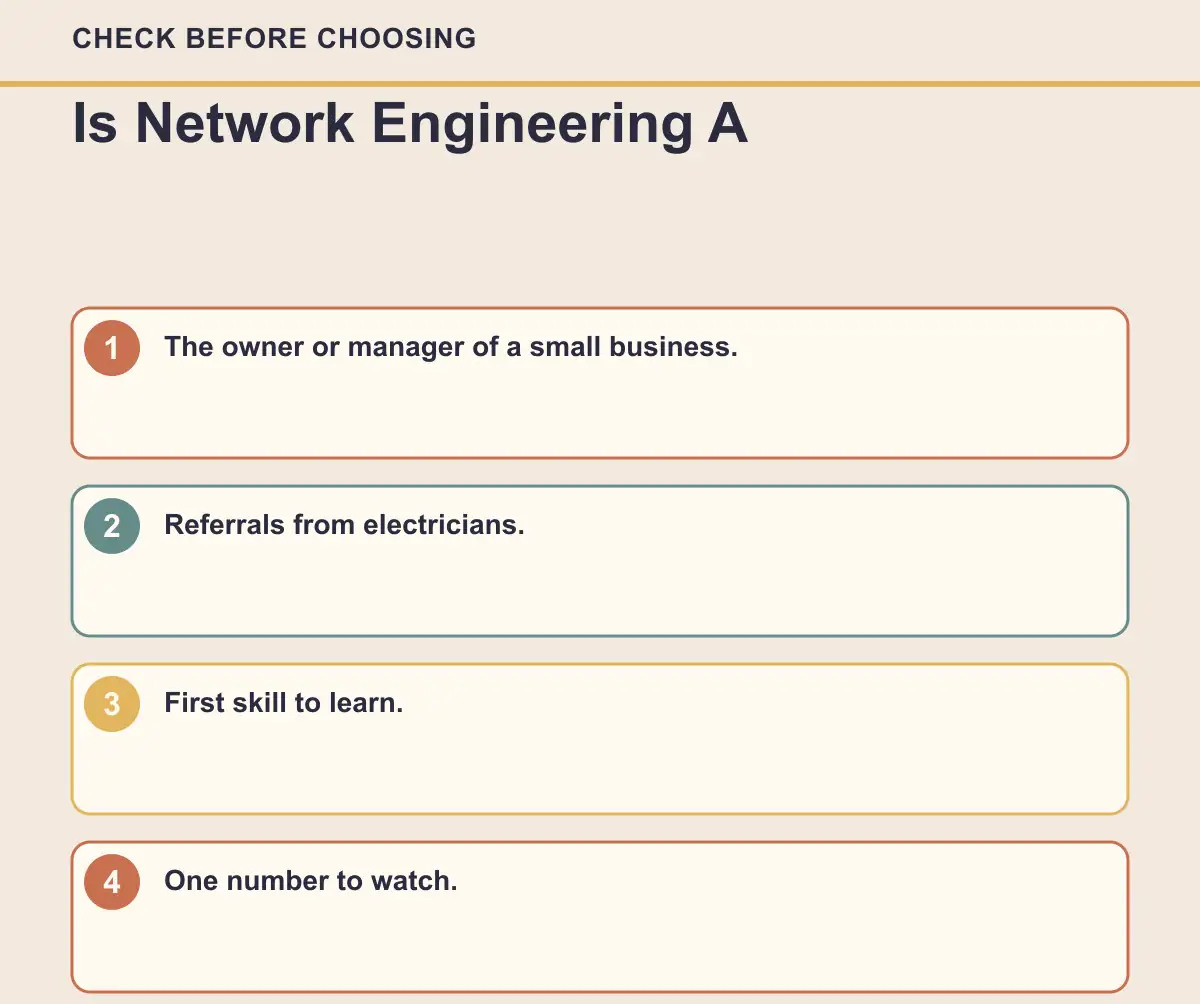 CHECK BEFORE CHOOSING
Is Network Engineering A
1 The owner or manager of a small business.
2 Referrals from electricians.
3 First skill to learn.
4 One number to watch.